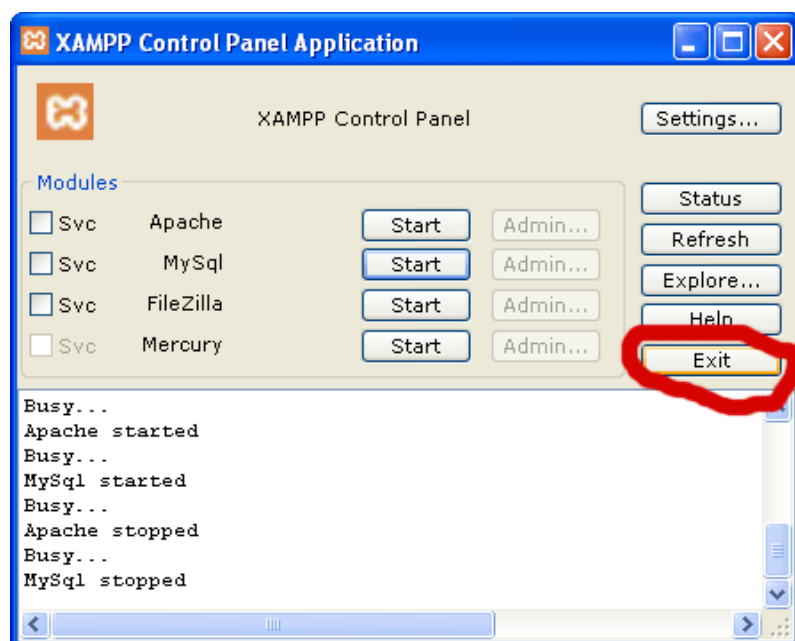 XAMPP Control Panel Application
XAMPP Control Panel
Settings...
Modules
Svc Apache Start Admin...
Svc MySql Start Admin...
Svc FileZilla Start Admin...
Svc Mercury Start Admin...
Status
Refresh
Explore...
Help
Exit
Busy...
Apache started
Busy...
MySql started
Busy...
Apache stopped
Busy...
MySql stopped